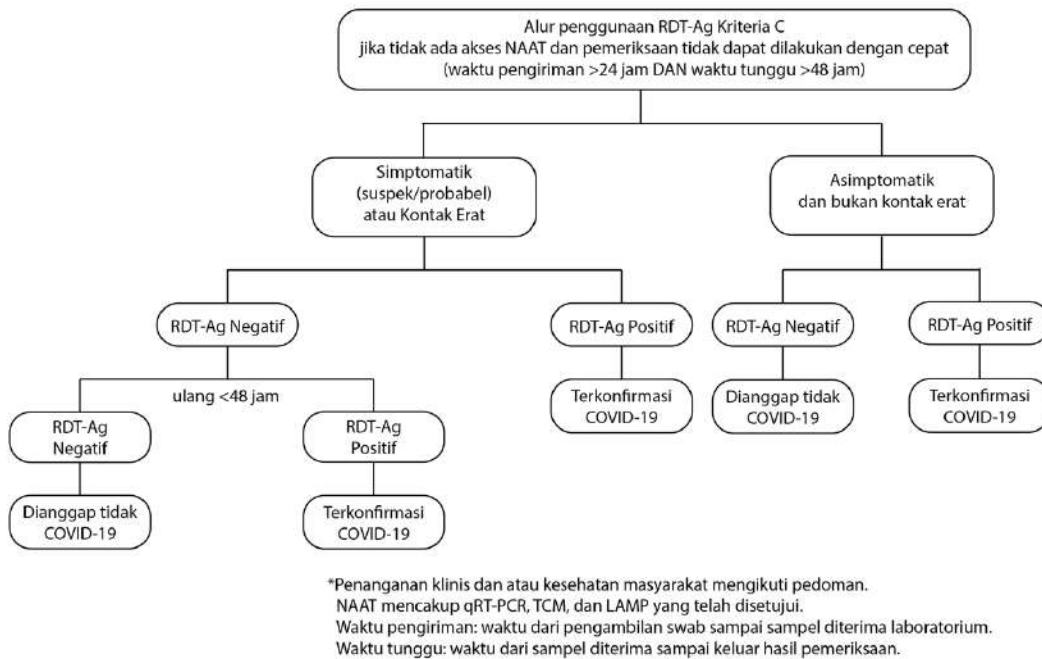 Alur penggunaan RDT-Ag Kriteria C
jika tidak ada akses NAAT dan pemeriksaan tidak dapat dilakukan dengan cepat
(waktu pengiriman >24 jam DAN waktu tunggu >48 jam)
Simptomatik
(suspek/probabel)
atau Kontak Erat
Asimptomatik
dan bukan kontak erat
RDT-Ag Negatif
RDT-Ag Positif
RDT-Ag Negatif
RDT-Ag Positif
ulang <48 jam
Terkonfirmasi
COVID-19
Dianggap tidak
COVID-19
Terkonfirmasi
COVID-19
RDT-Ag
Negatif
RDT-Ag
Positif
Dianggap tidak
COVID-19
Terkonfirmasi
COVID-19
*Penanganan klinis dan atau kesehatan masyarakat mengikuti pedoman.
NAAT mencakup qRT-PCR, TCM, dan LAMP yang telah disetujui.
Waktu pengiriman: waktu dari pengambilan swab sampai sampel diterima laboratorium.
Waktu tunggu: waktu dari sampel diterima sampai keluar hasil pemeriksaan.